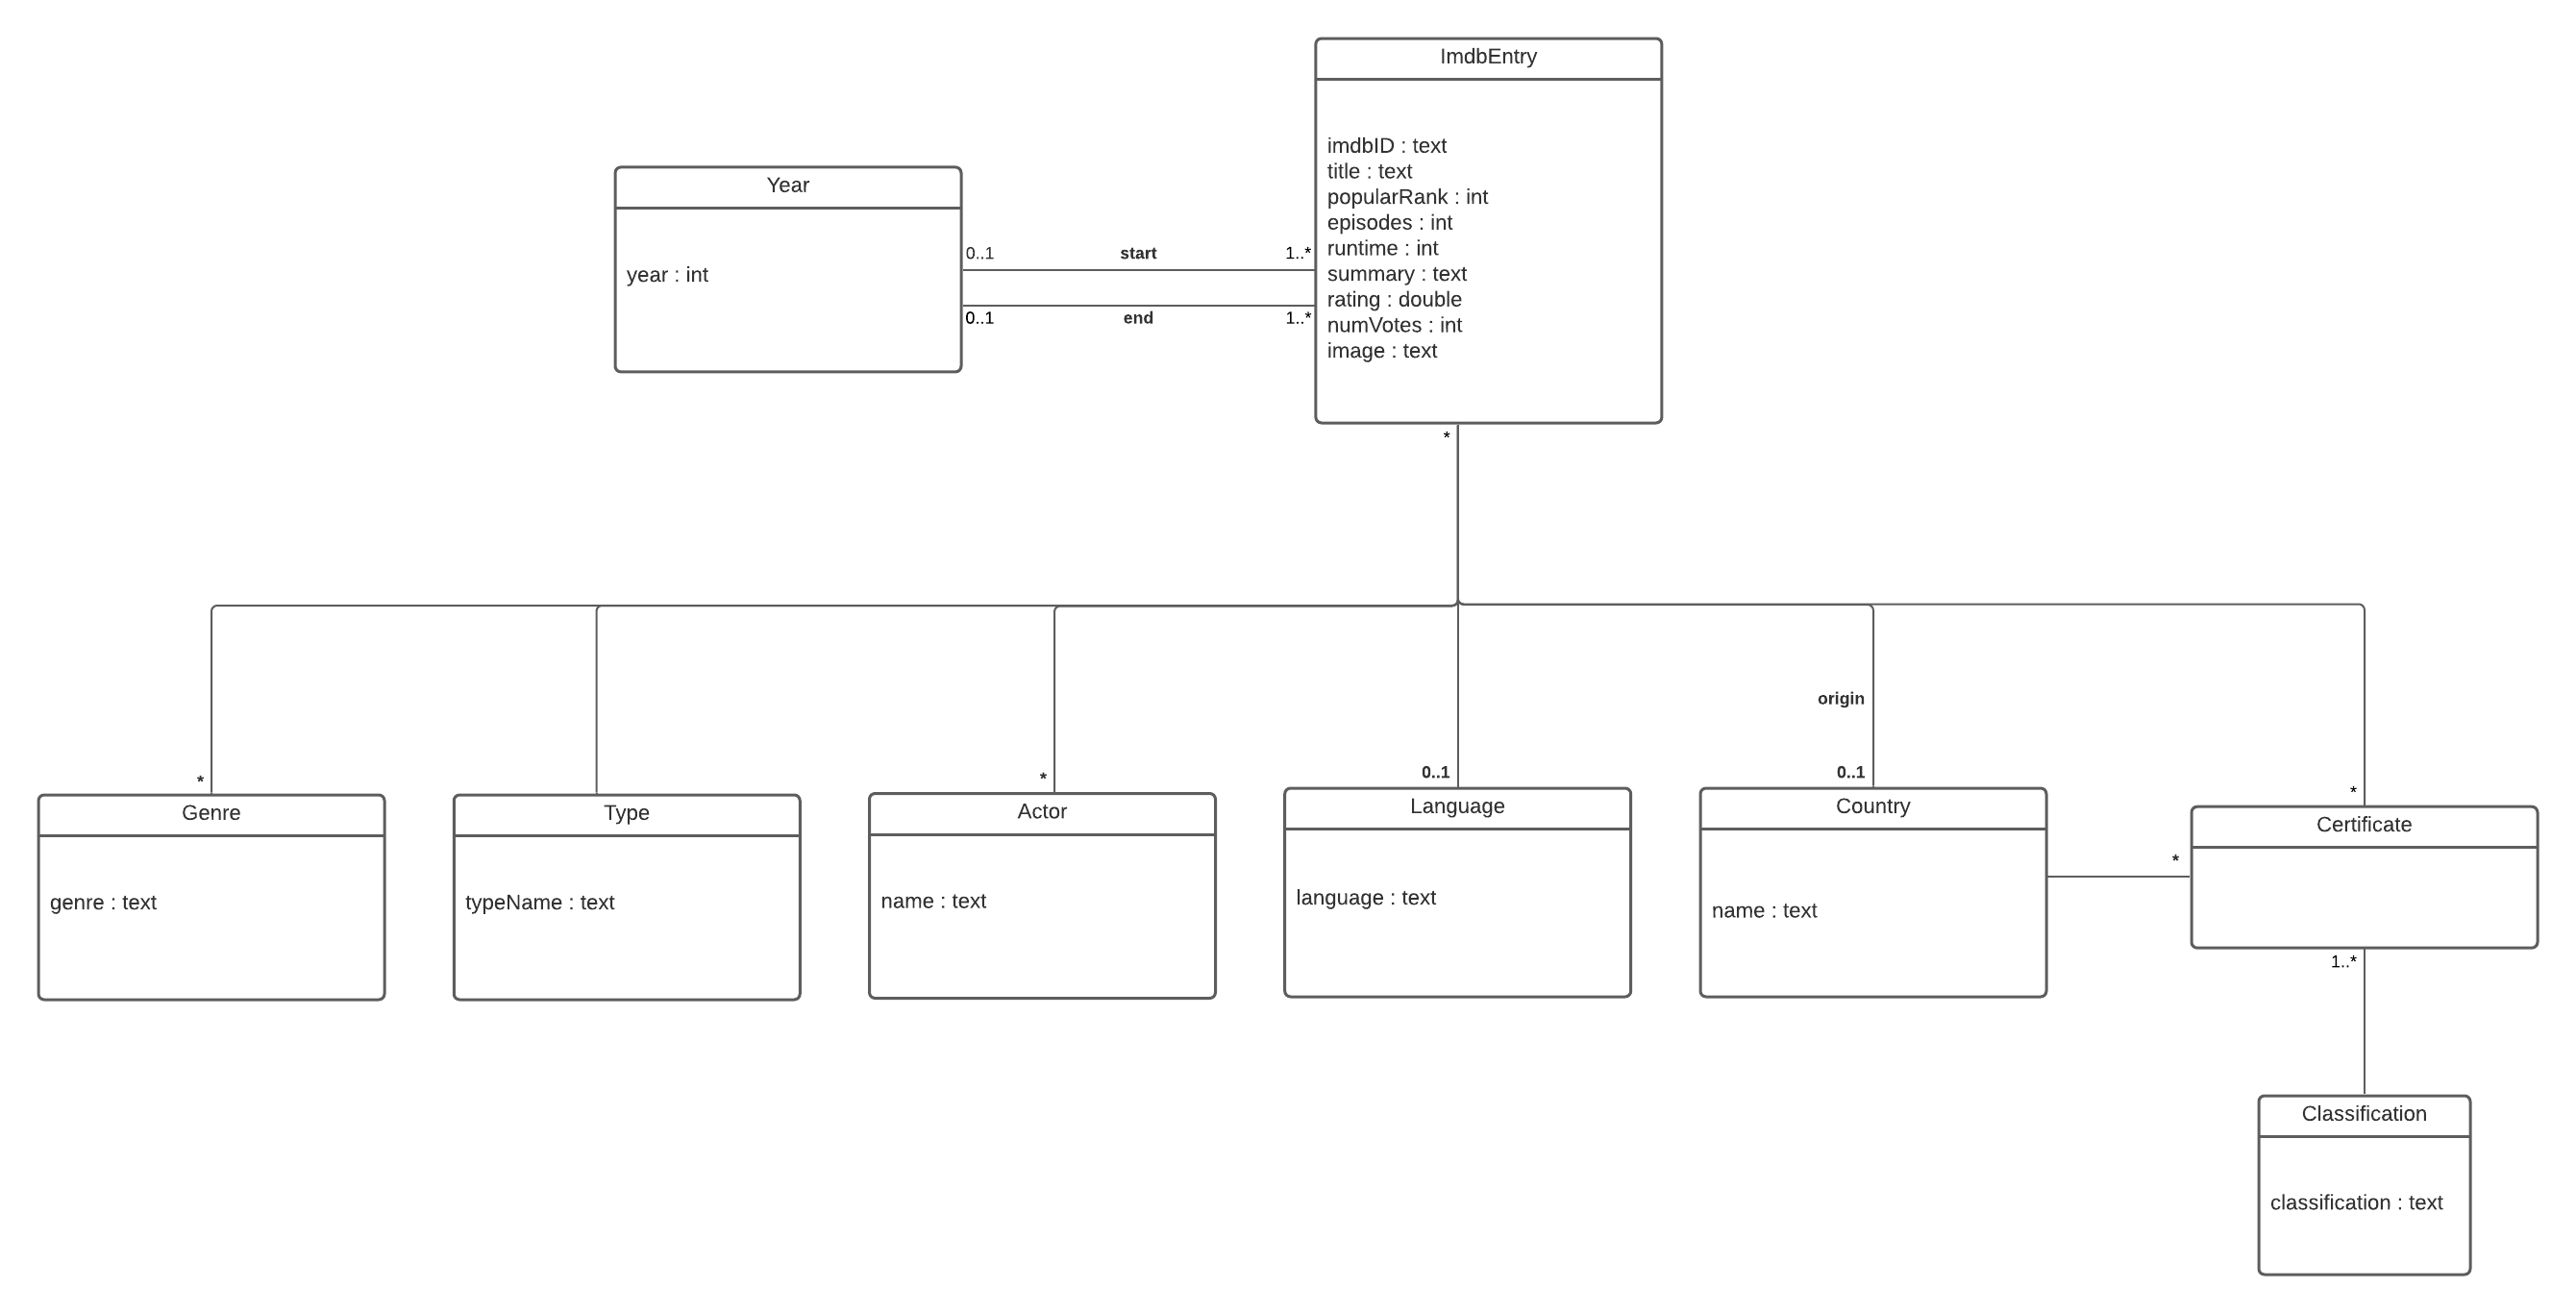 ImdbEntry
imdbID : text
title : text
popularRank : int
episodes : int
runtime : int
summary : text
rating : double
numVotes : int
image : text
Year
year : int
0..1 start 1..*
0..1 end 1..*
*
origin
* * 0..1 0..1 *
Genre
genre : text
Type
typeName : text
Actor
name : text
Language
language : text
Country
name : text
*
Certificate
1..*
Classification
classification : text